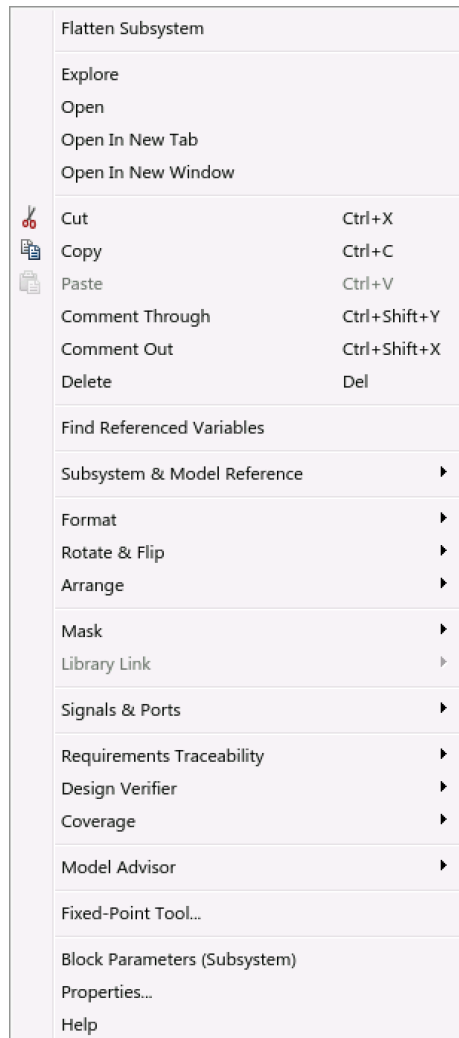 Flatten Subsystem
Explore
Open
Open In New Tab
Open In New Window
Cut Ctrl+X
Copy Ctrl+C
Paste Ctrl+V
Comment Through Ctrl+Shift+Y
Comment Out Ctrl+Shift+X
Delete Del
Find Referenced Variables
Subsystem & Model Reference
Format
Rotate & Flip
Arrange
Mask
Library Link
Signals & Ports
Requirements Traceability
Design Verifier
Coverage
Model Advisor
Fixed-Point Tool...
Block Parameters (Subsystem)
Properties...
Help